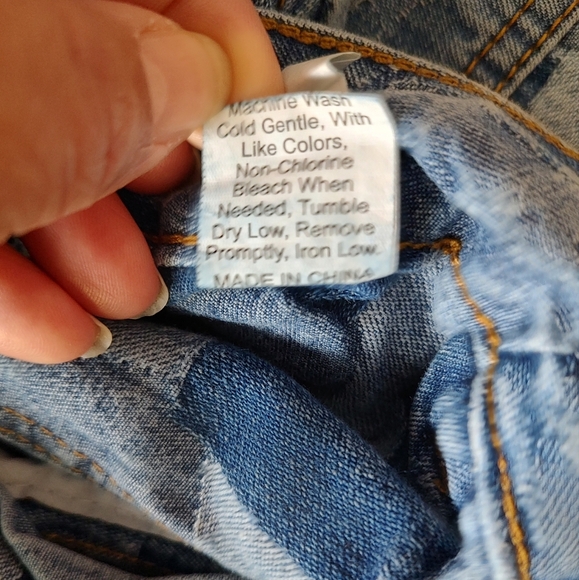 Machine Wash
Cold Gentle, With
Like Colors,
Non-Chlorine
Bleach When
Needed, Tumble
Dry Low, Remove
Promptly, Iron Low.
MADE IN CHINA